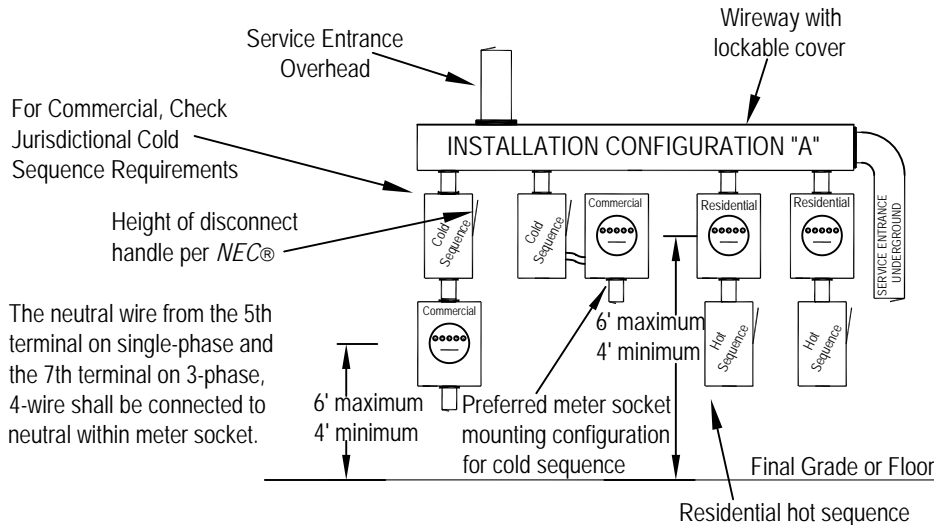 Service Entrance
Overhead
Wireway with
lockable cover
For Commercial, Check
Jurisdictional Cold
Sequence Requirements
INSTALLATION CONFIGURATION "A"
Height of disconnect
handle per NEC®
Cold
Sequence
Cold
Sequence
Commercial
Residential
Residential
SERVICE ENTRANCE
UNDERGROUND
The neutral wire from the 5th
terminal on single-phase and
the 7th terminal on 3-phase,
4-wire shall be connected to
neutral within meter socket.
Commercial
6' maximum
4' minimum
6' maximum
4' minimum
Hot
Sequence
Hot
Sequence
Preferred meter socket
mounting configuration
for cold sequence
Final Grade or Floor
Residential hot sequence